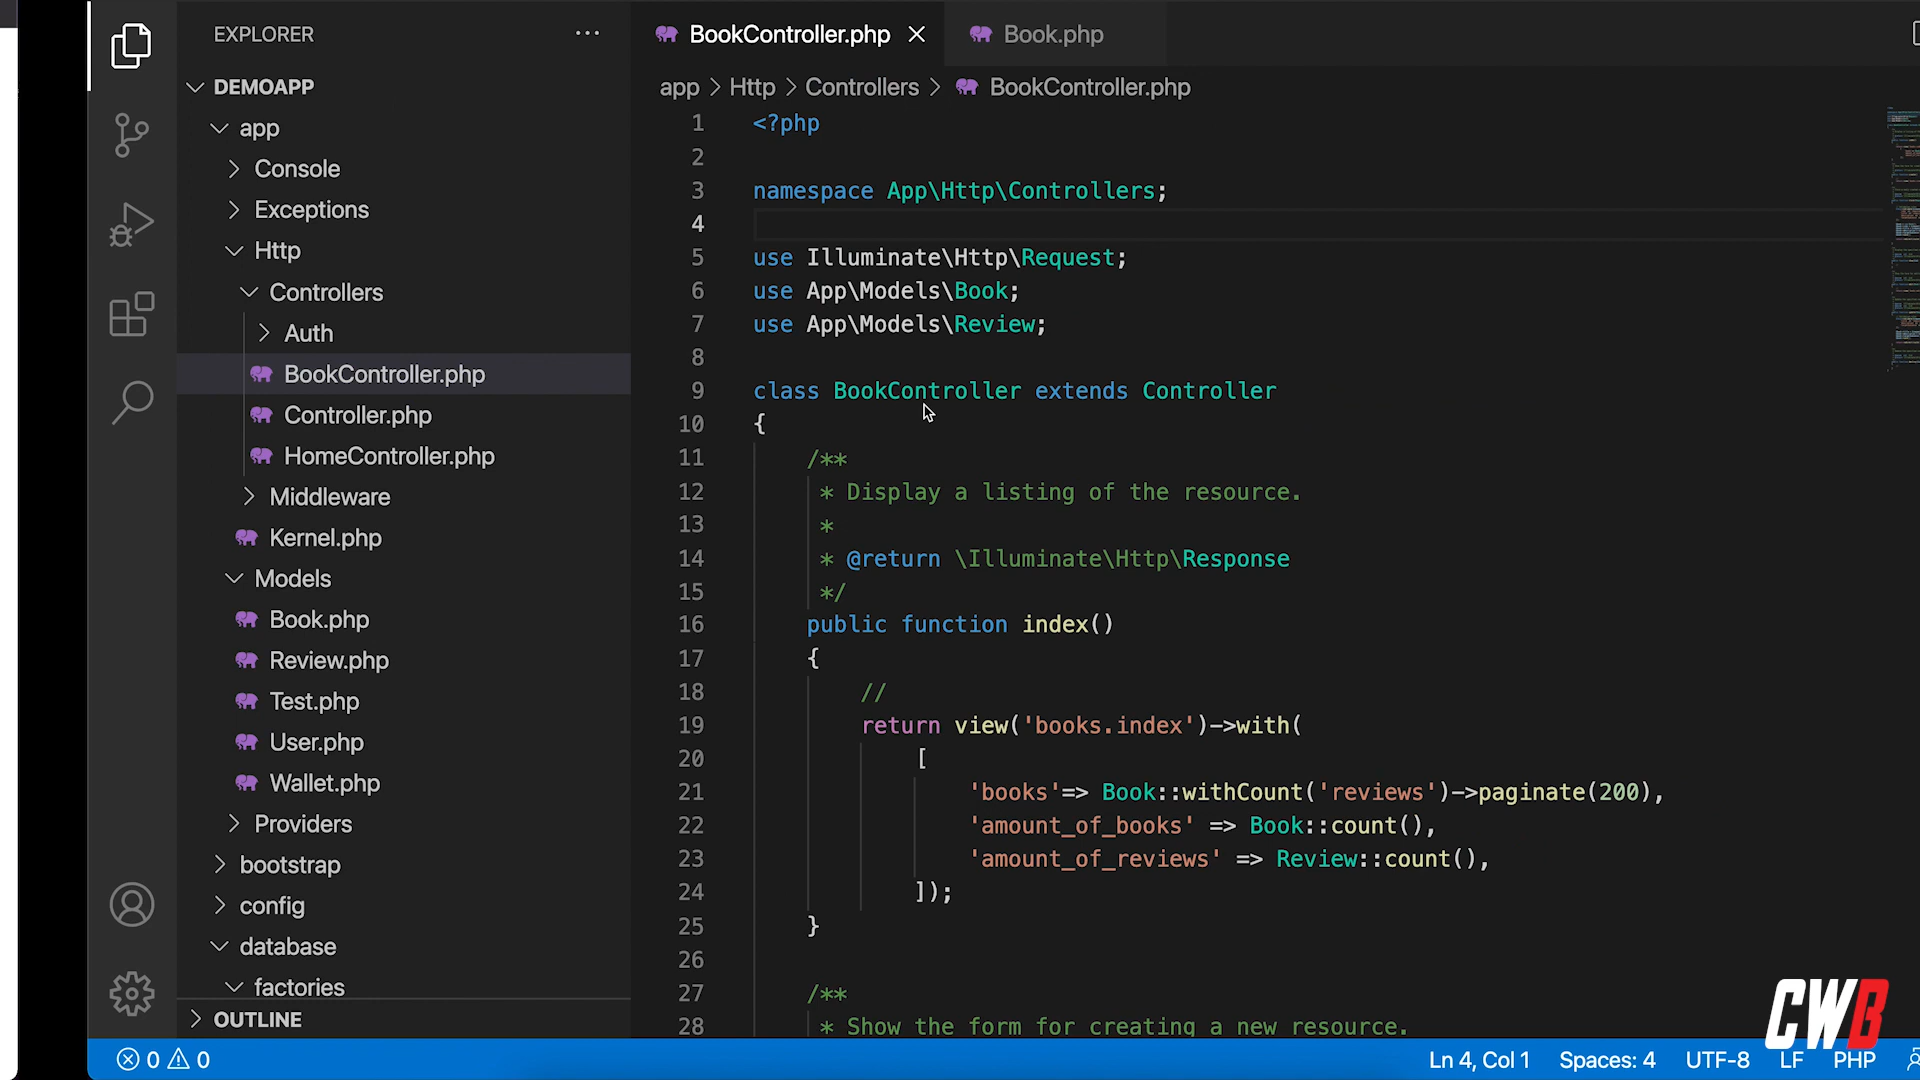 EXPLORER
DEMOAPP
app
Console
Exceptions
Http
Controllers
Auth
BookController.php
Controller.php
HomeController.php
Middleware
Kernel.php
Models
Book.php
Review.php
Test.php
User.php
Wallet.php
Providers
bootstrap
config
database
factories
OUTLINE
BookController.php Book.php
app > Http > Controllers > BookController.php
1 <?php
2
3 namespace App\Http\Controllers;
4
5 use Illuminate\Http\Request;
6 use App\Models\Book;
7 use App\Models\Review;
8
9 class BookController extends Controller
10 {
11 /**
12 * Display a listing of the resource.
13 *
14 * @return \Illuminate\Http\Response
15 */
16 public function index()
17 {
18 //
19 return view('books.index')->with(
20 [
21 'books'=> Book::withCount('reviews')->paginate(200),
22 'amount_of_books' => Book::count(),
23 'amount_of_reviews' => Review::count(),
24 ]);
25 }
26
27 /**
28 * Show the form for creating a new resource.
CWB
0 0 Ln 4, Col 1 Spaces: 4 UTF-8 LF PHP